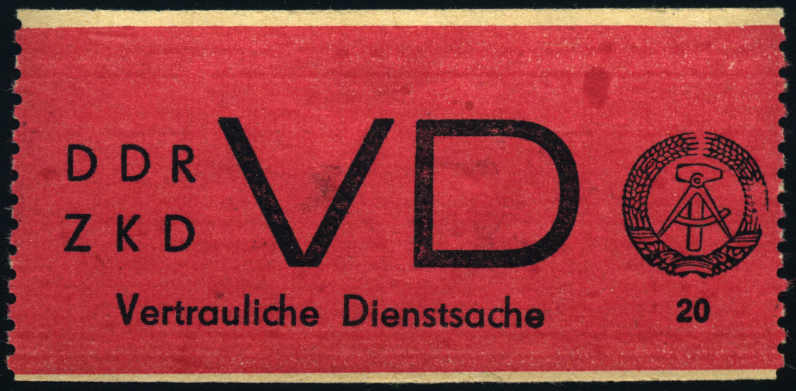 DDR
ZKD
VD
Vertrauliche Dienstsache
20